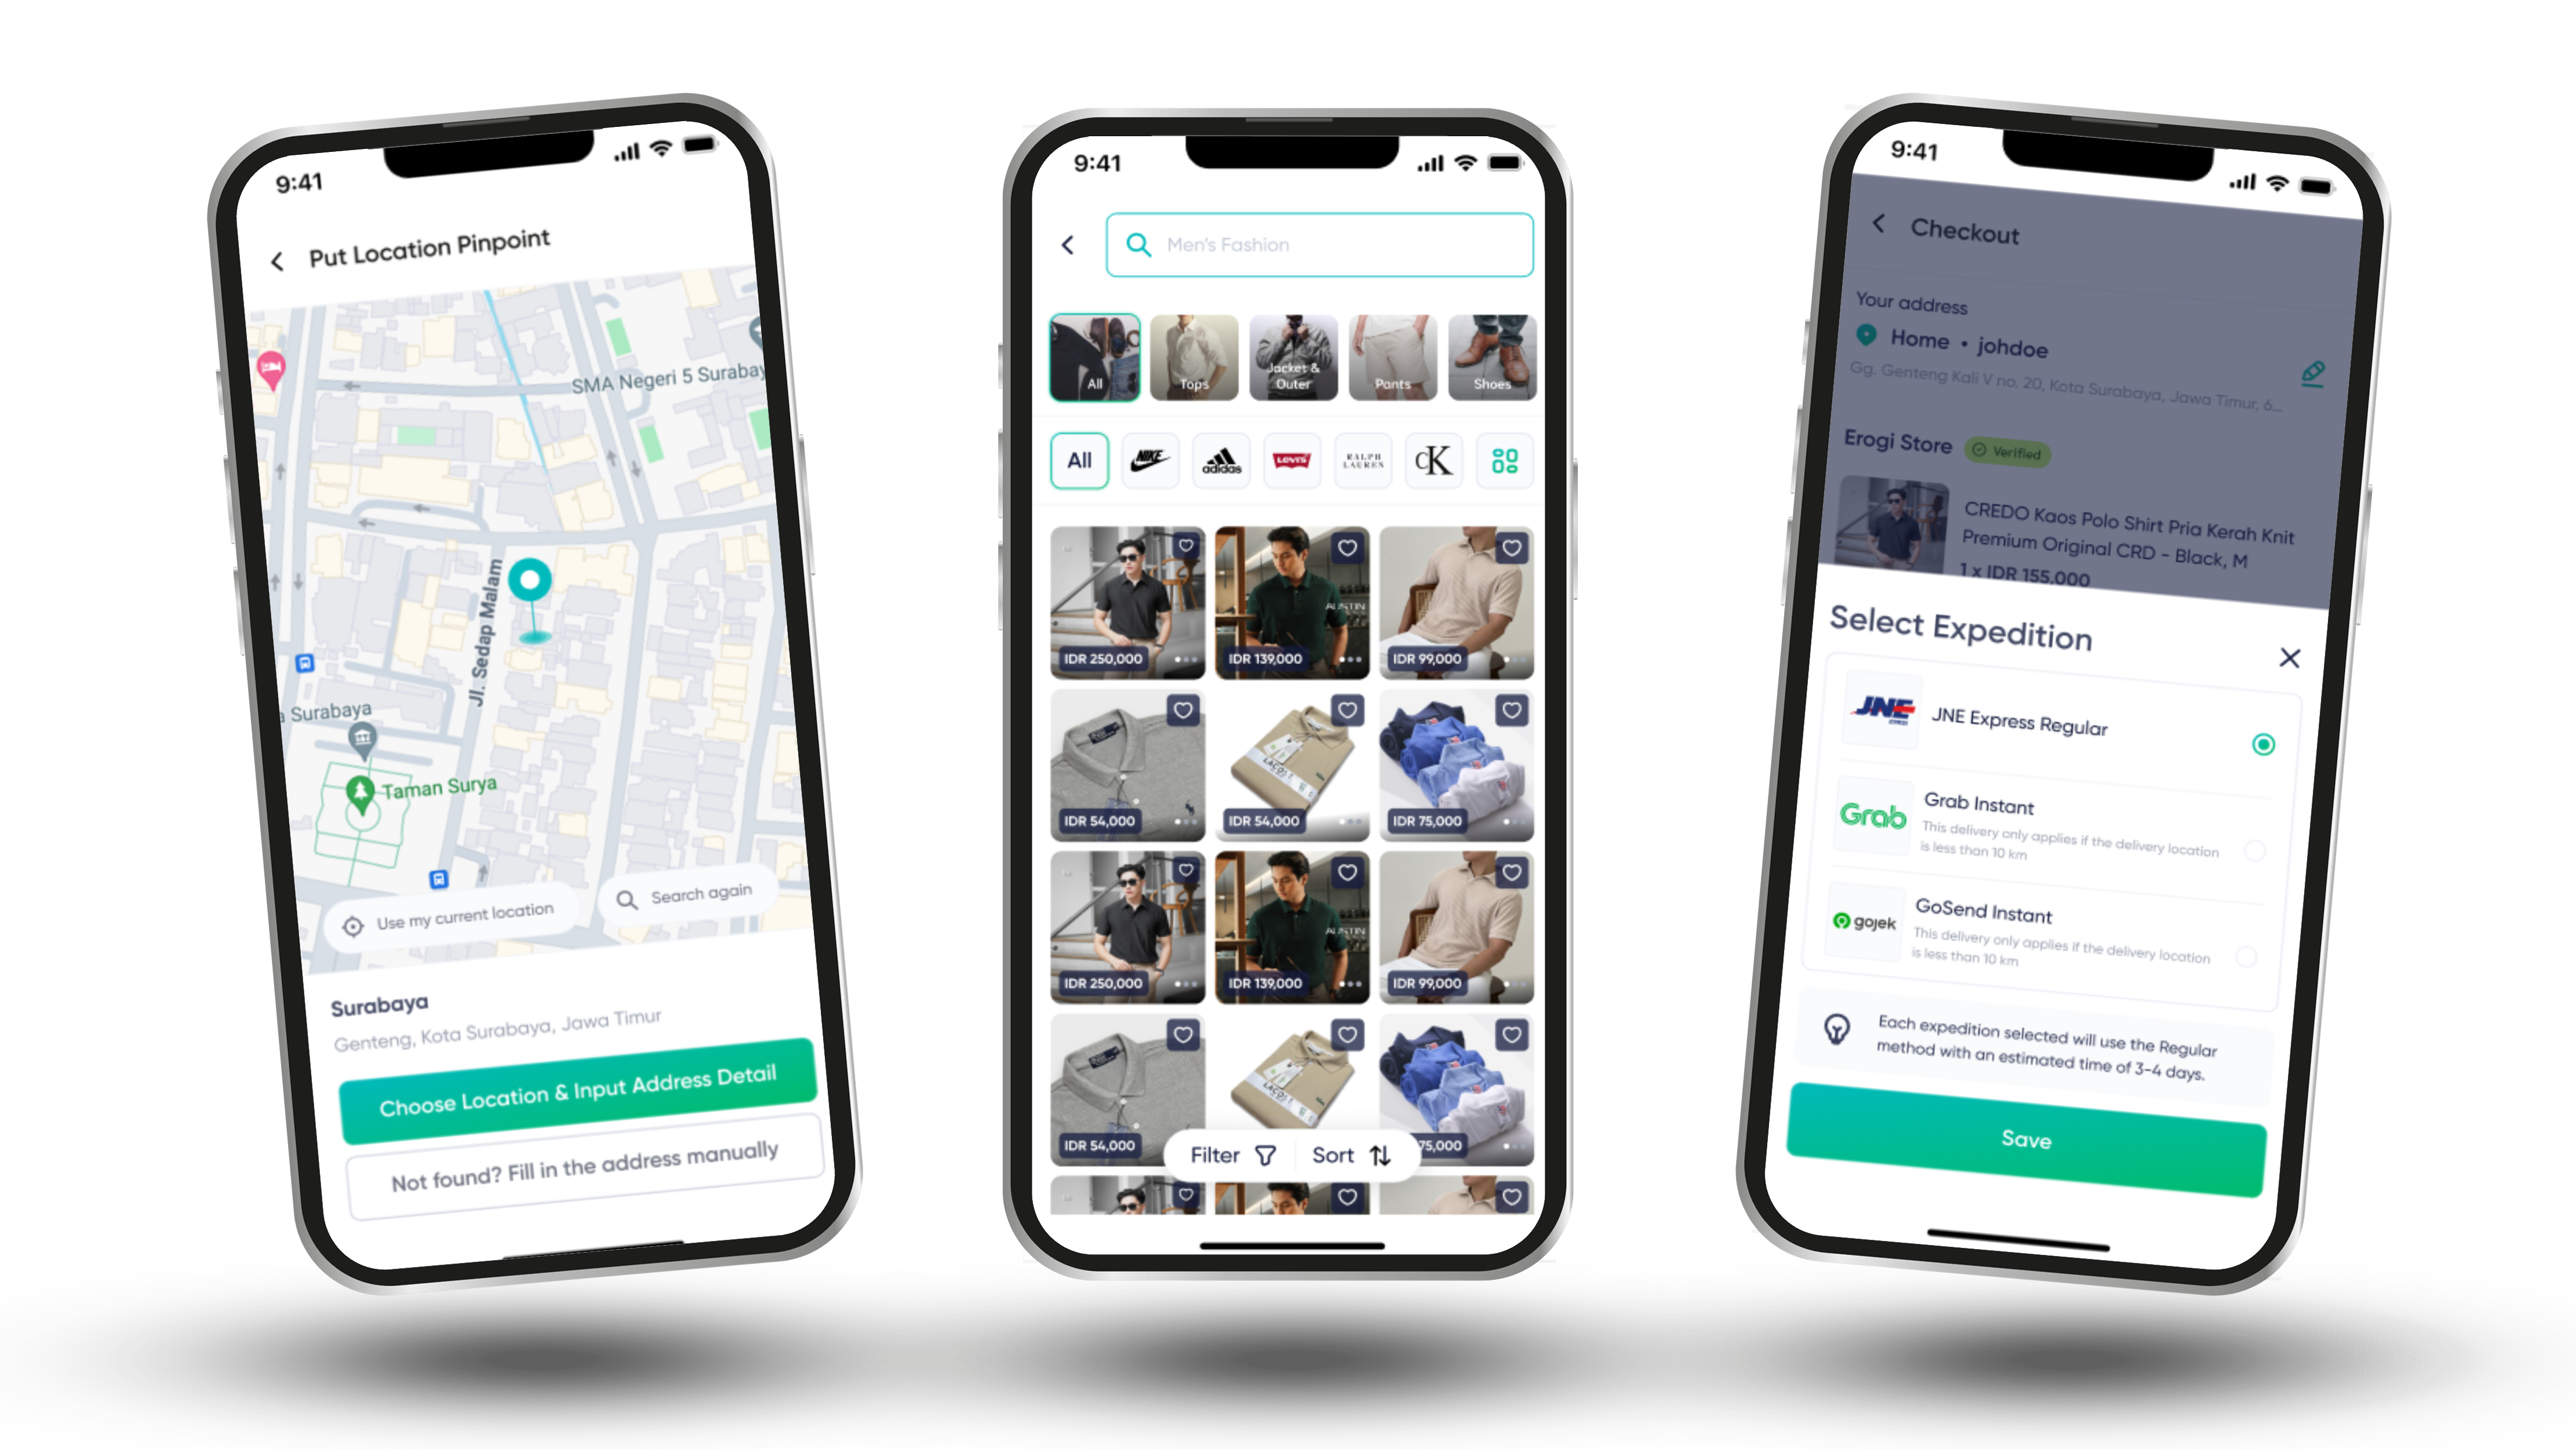 9:41
Put Location Pinpoint
SMA Negeri 5 Surabay
Jl. Sedap Malam
a Surabaya
Taman Surya
Use my current location
Search again
Surabaya
Genteng, Kota Surabaya, Jawa Timur
Choose Location & Input Address Detail
Not found? Fill in the address manually
9:41
Men's Fashion
All
Tops
Jacket &
Outer
Pants
Shoes
All
NIKE
adidas
Levi's
RALPH
LAUREN
cK
AUSTIN
IDR 250,000
IDR 139,000
IDR 99,000
IDR 54,000
IDR 54,000
IDR 75,000
AUSTIN
IDR 250,000
IDR 139,000
IDR 99,000
IDR 54,000
75,000
Filter
Sort
9:41
Checkout
Your address
Home • johdoe
Gg. Genteng Kali V no. 20, Kota Surabaya, Jawa Timur, 6...
Erogi Store
Verified
CREDO Kaos Polo Shirt Pria Kerah Knit
Premium Original CRD - Black, M
1 x IDR 155.000
Select Expedition
JNE
EXPRESS
JNE Express Regular
Grab
Grab Instant
This delivery only applies if the delivery location
is less than 10 km
gojek
GoSend Instant
This delivery only applies if the delivery location
is less than 10 km
Each expedition selected will use the Regular
method with an estimated time of 3-4 days.
Save